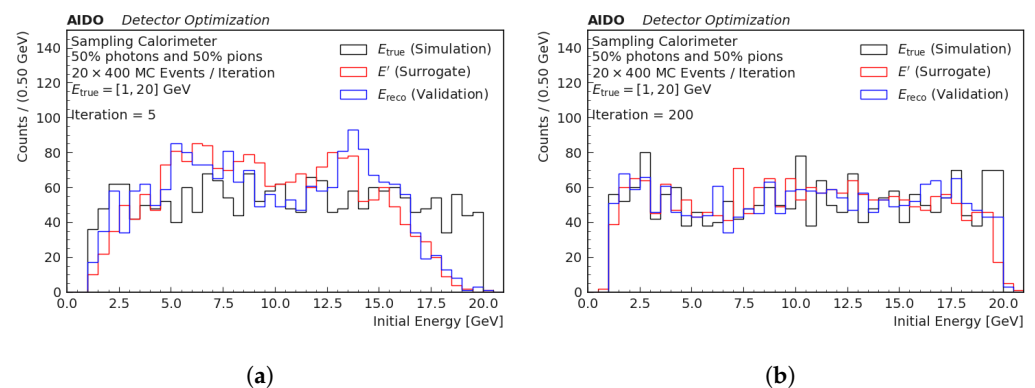 AIDO Detector Optimization
Counts / (0.50 GeV)
140
120
100
80
60
40
20
0
Sampling Calorimeter
50% photons and 50% pions
20 × 400 MC Events / Iteration
E_true = [1, 20] GeV
Iteration = 5
E_true (Simulation)
E′ (Surrogate)
E_reco (Validation)
0.0 2.5 5.0 7.5 10.0 12.5 15.0 17.5 20.0
Initial Energy [GeV]
(a)
AIDO Detector Optimization
Counts / (0.50 GeV)
140
120
100
80
60
40
20
0
Sampling Calorimeter
50% photons and 50% pions
20 × 400 MC Events / Iteration
E_true = [1, 20] GeV
Iteration = 200
E_true (Simulation)
E′ (Surrogate)
E_reco (Validation)
0.0 2.5 5.0 7.5 10.0 12.5 15.0 17.5 20.0
Initial Energy [GeV]
(b)